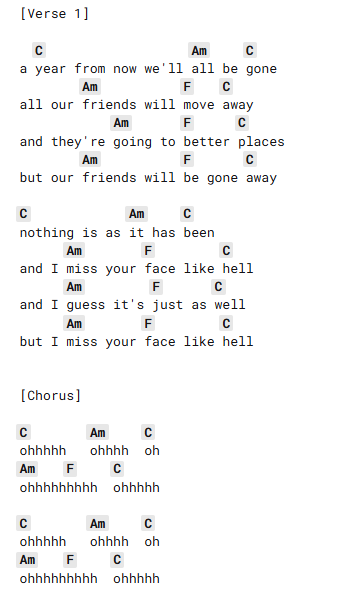 [Verse 1]
C Am C
a year from now we'll all be gone
Am F C
all our friends will move away
Am F C
and they're going to better places
Am F C
but our friends will be gone away
C Am C
nothing is as it has been
Am F C
and I miss your face like hell
Am F C
and I guess it's just as well
Am F C
but I miss your face like hell
[Chorus]
C Am C
ohhhhh ohhhh oh
Am F C
ohhhhhhhhh ohhhhh
C Am C
ohhhhh ohhhh oh
Am F C
ohhhhhhhhh ohhhhh